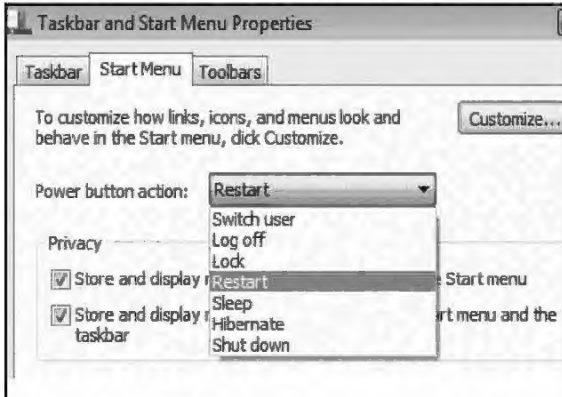 Taskbar and Start Menu Properties
Taskbar Start Menu Toolbars
To customize how links, icons, and menus look and
behave in the Start menu, click Customize.
Customize...
Power button action: Restart
Switch user
Log off
Lock
Restart
Sleep
Hibernate
Shut down
Privacy
Store and display Start menu
Store and display menu and the
taskbar